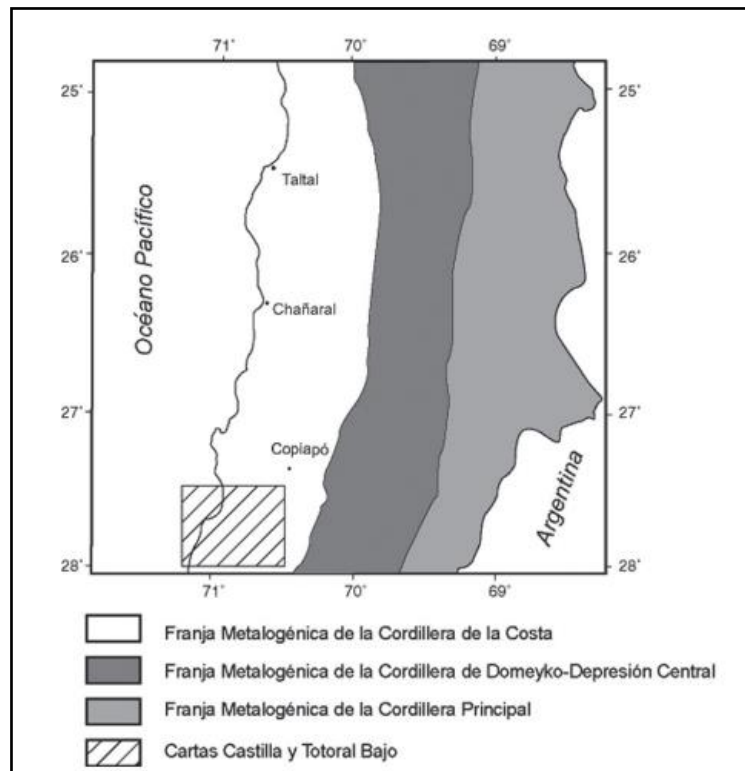 71° 70° 69°
25° 25°
Taltal
Océano Pacífico
26° 26°
Chañaral
27° 27°
Copiapó
Argentina
28° 28°
71° 70° 69°
Franja Metalogénica de la Cordillera de la Costa
Franja Metalogénica de la Cordillera de Domeyko-Depresión Central
Franja Metalogénica de la Cordillera Principal
Cartas Castilla y Totoral Bajo